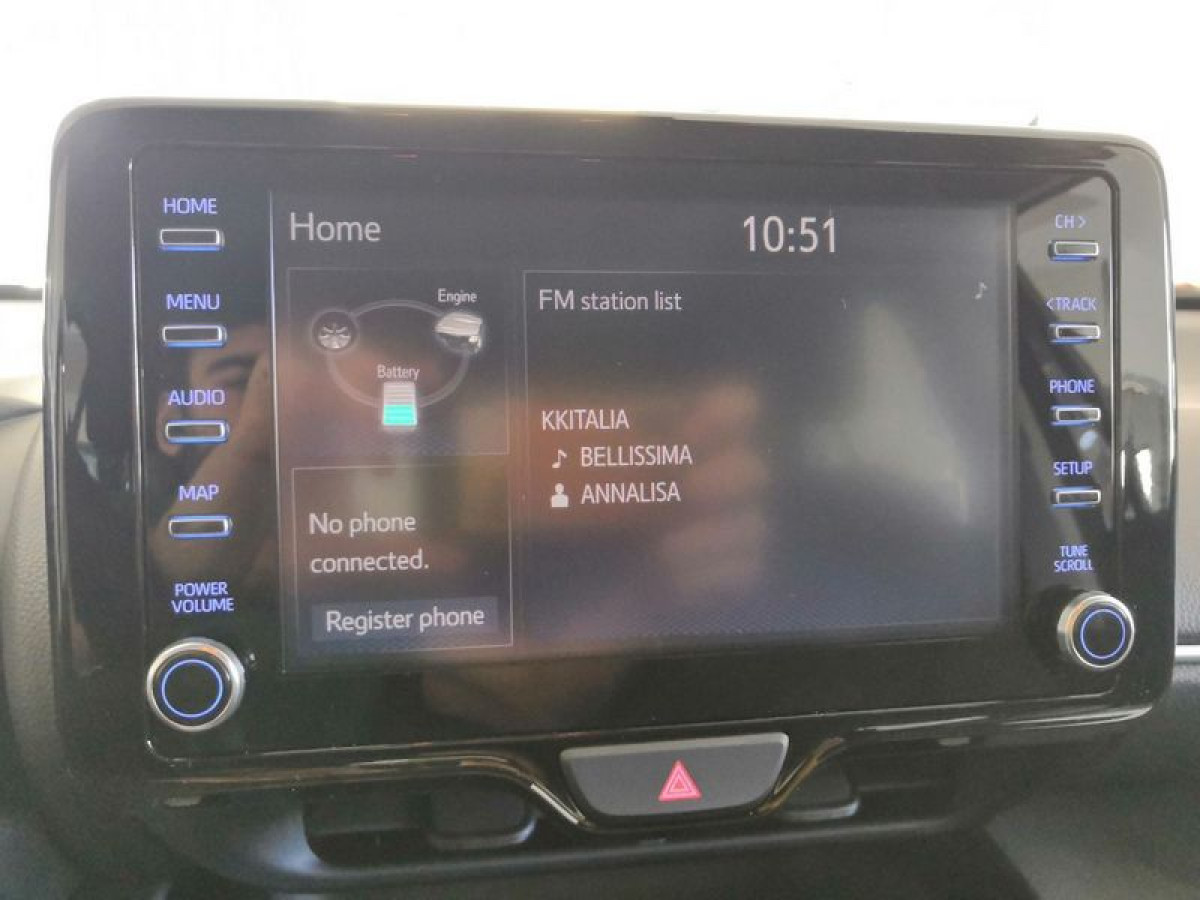 HOME
MENU
AUDIO
MAP
POWER
VOLUME
Home
10:51
Engine
Battery
No phone
connected.
Register phone
FM station list
KKITALIA
BELLISSIMA
ANNALISA
CH >
< TRACK
PHONE
SETUP
TUNE
SCROLL